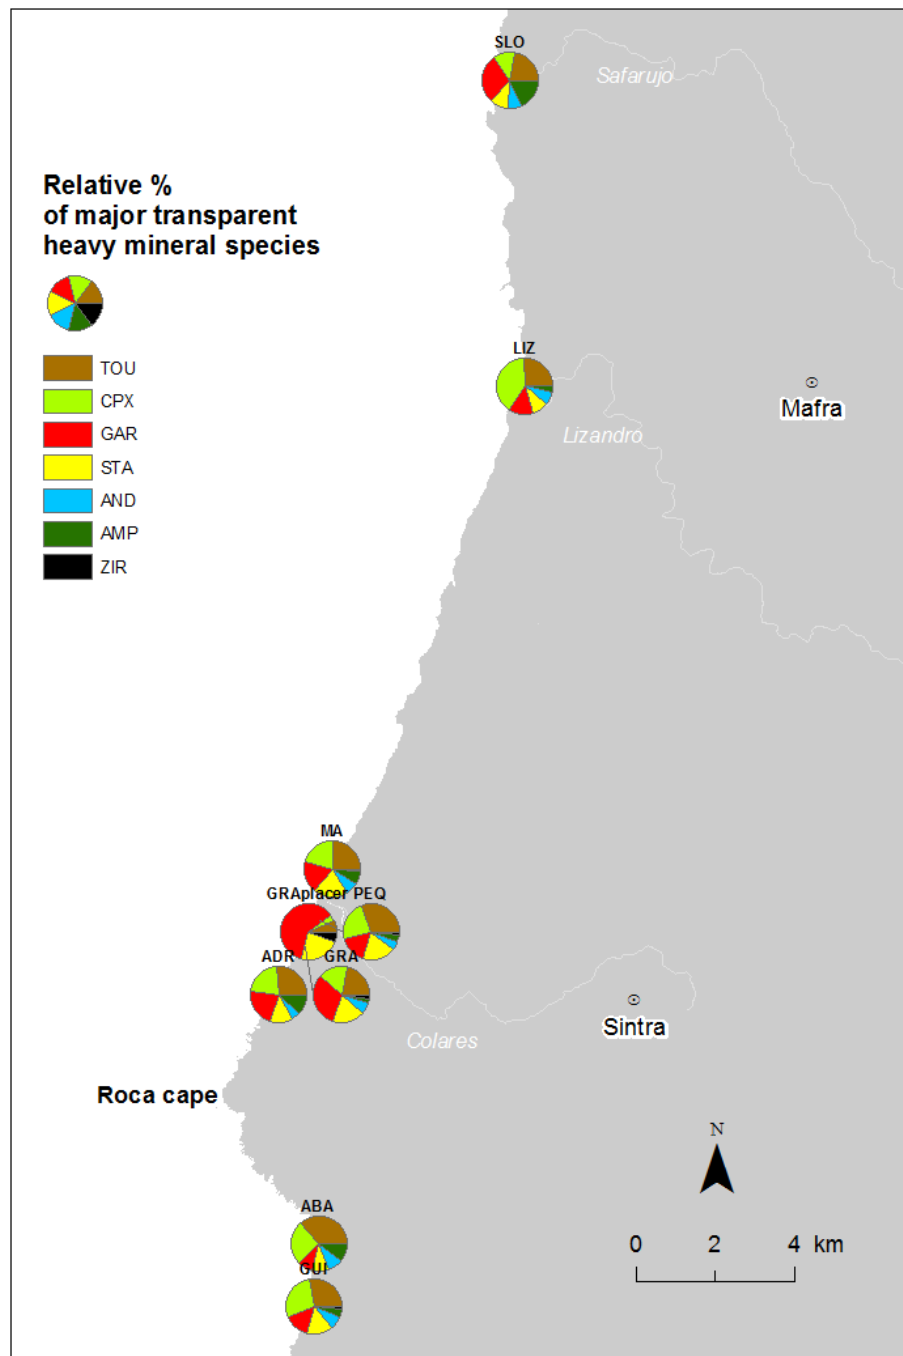 SLO
Safarujo
Relative %
of major transparent
heavy mineral species
LIZ
TOU
CPX
GAR
STA
AND
AMP
ZIR
Mafra
Lizandro
MA
GRAplacer PEQ
ADR GRA
Sintra
Colares
Roca cape
N
ABA
0 2 4 km
GUI